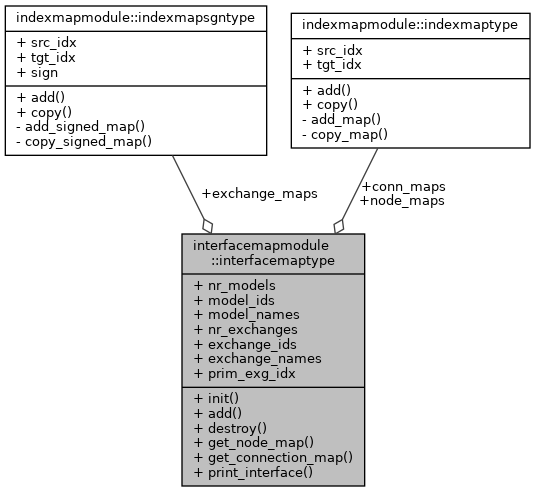 indexmapmodule::indexmapsgntype
+ src_idx
+ tgt_idx
+ sign
+ add()
+ copy()
- add_signed_map()
- copy_signed_map()
indexmapmodule::indexmaptype
+ src_idx
+ tgt_idx
+ add()
+ copy()
- add_map()
- copy_map()
+exchange_maps
+conn_maps
+node_maps
interfacemapmodule
::interfacemaptype
+ nr_models
+ model_ids
+ model_names
+ nr_exchanges
+ exchange_ids
+ exchange_names
+ prim_exg_idx
+ init()
+ add()
+ destroy()
+ get_node_map()
+ get_connection_map()
+ print_interface()